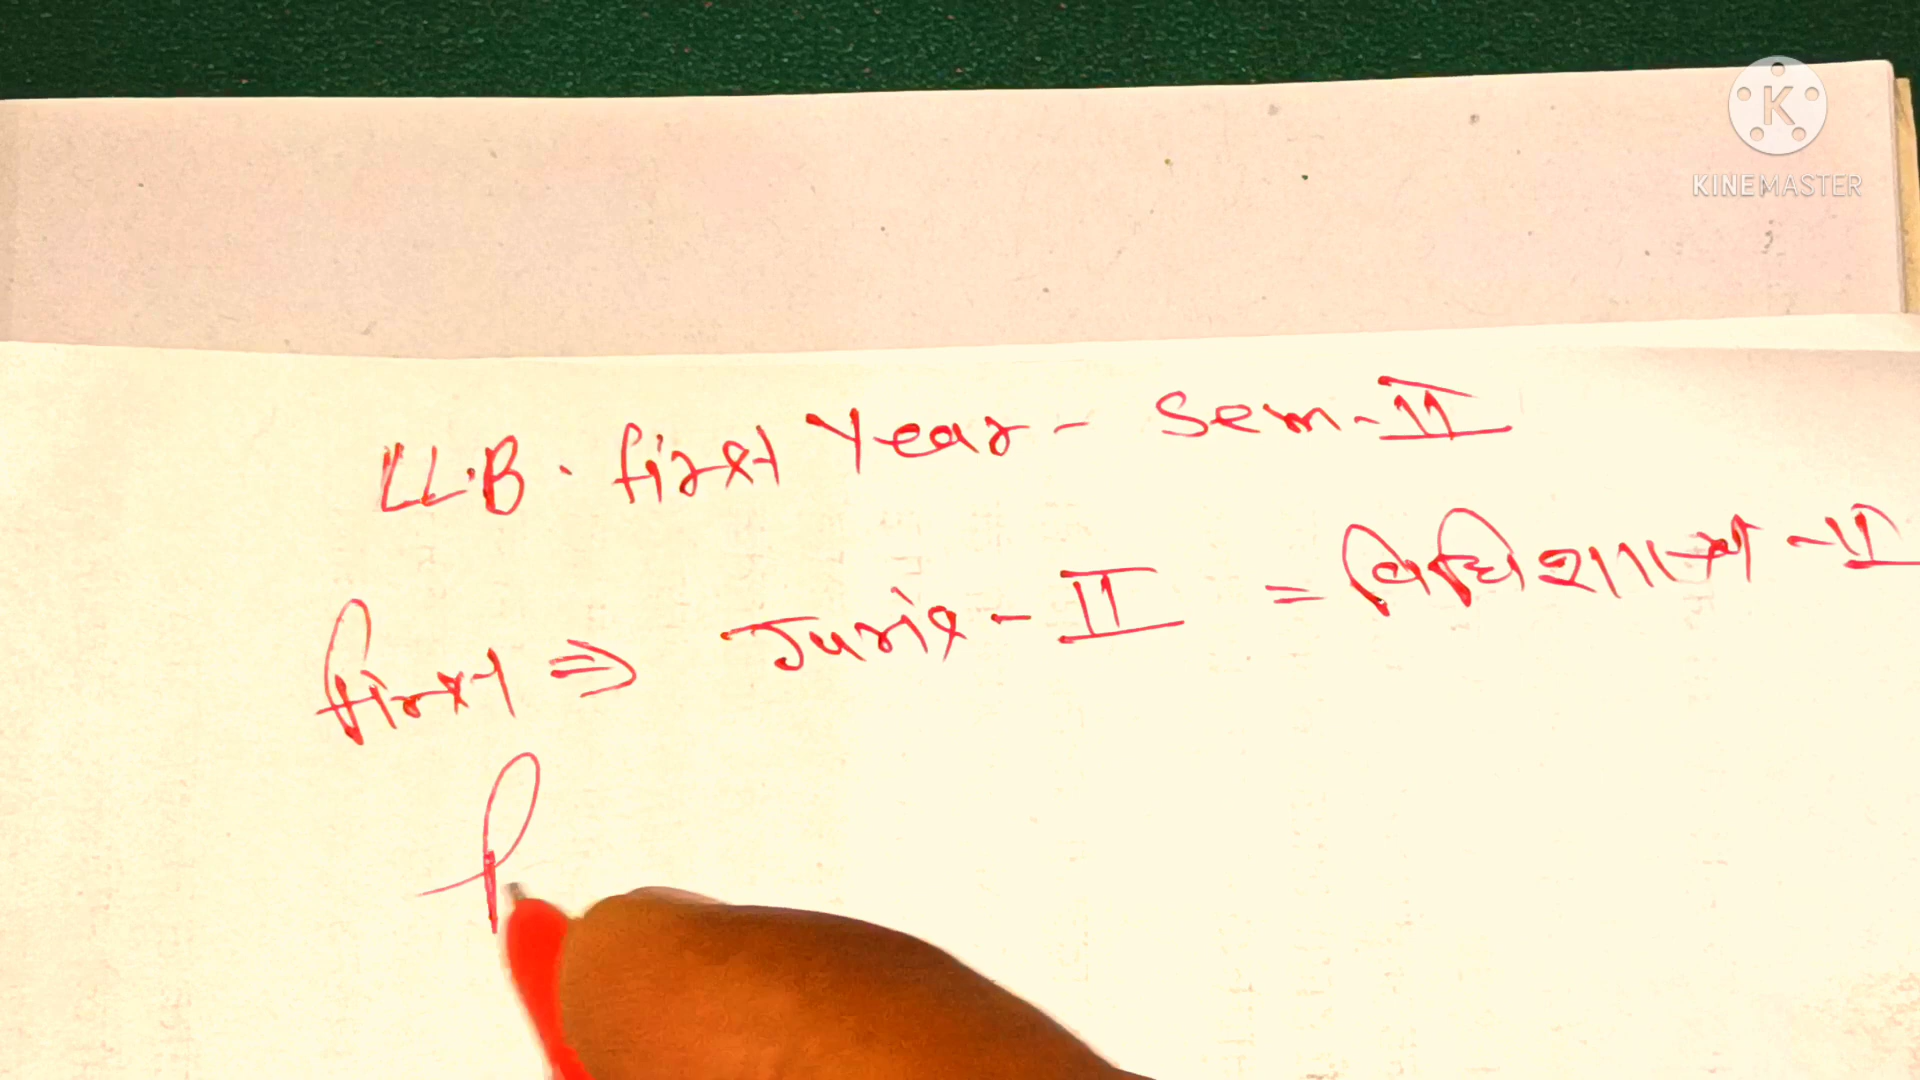 KINEMASTER
LL.B. first Year - Sem-II
first ⇒ Juris-II = विधिशास्त्र-II
f